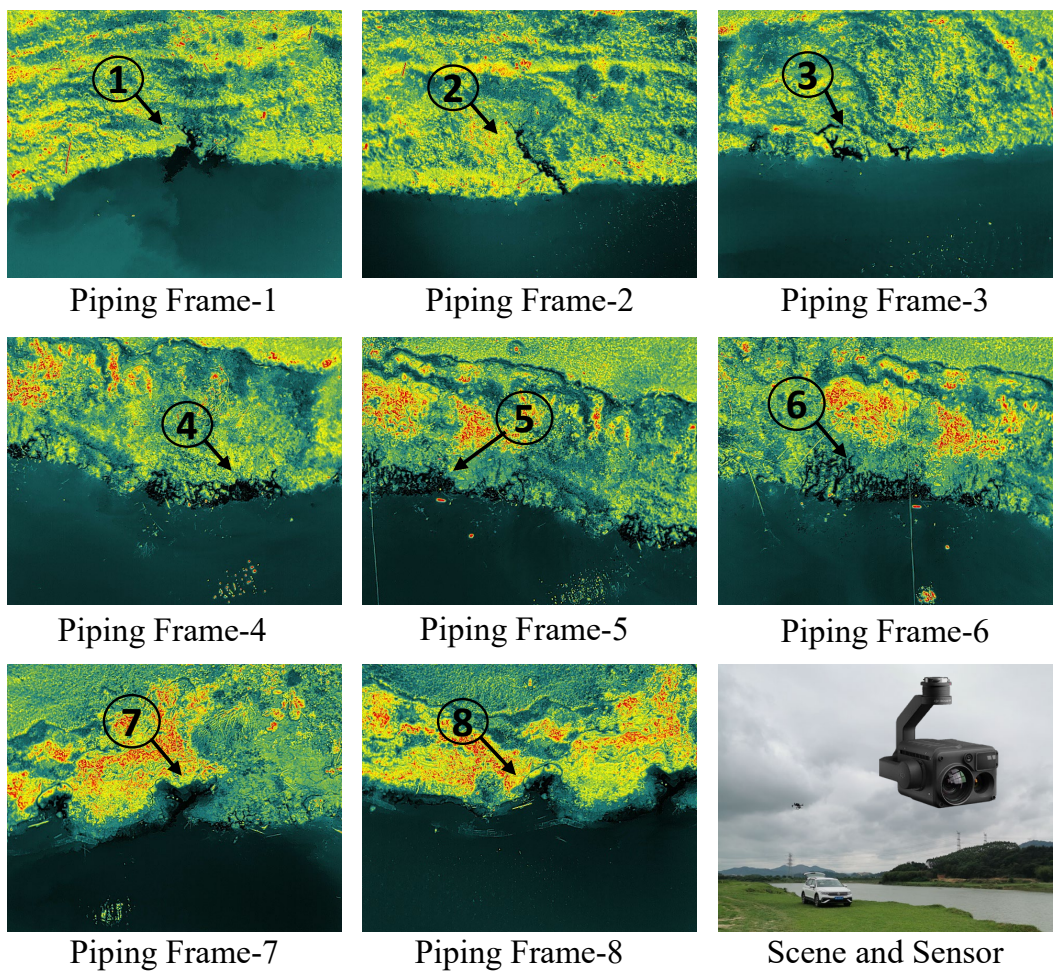 1
2
3
Piping Frame-1
Piping Frame-2
Piping Frame-3
4
5
6
Piping Frame-4
Piping Frame-5
Piping Frame-6
7
8
Piping Frame-7
Piping Frame-8
Scene and Sensor